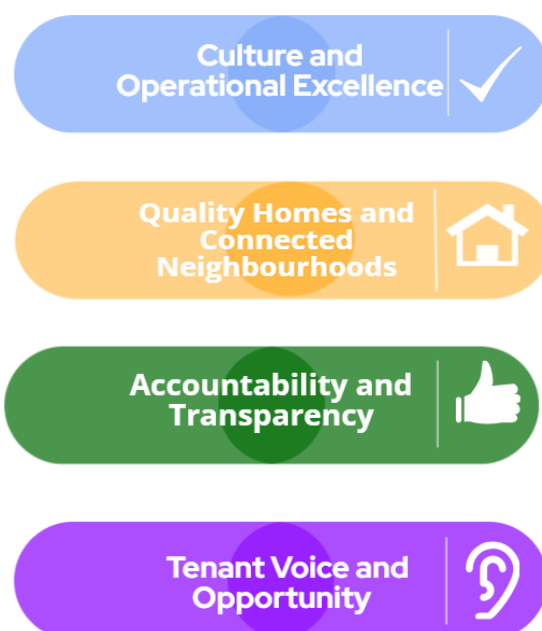 Culture and
Operational Excellence
Quality Homes and
Connected
Neighbourhoods
Accountability and
Transparency
Tenant Voice and
Opportunity